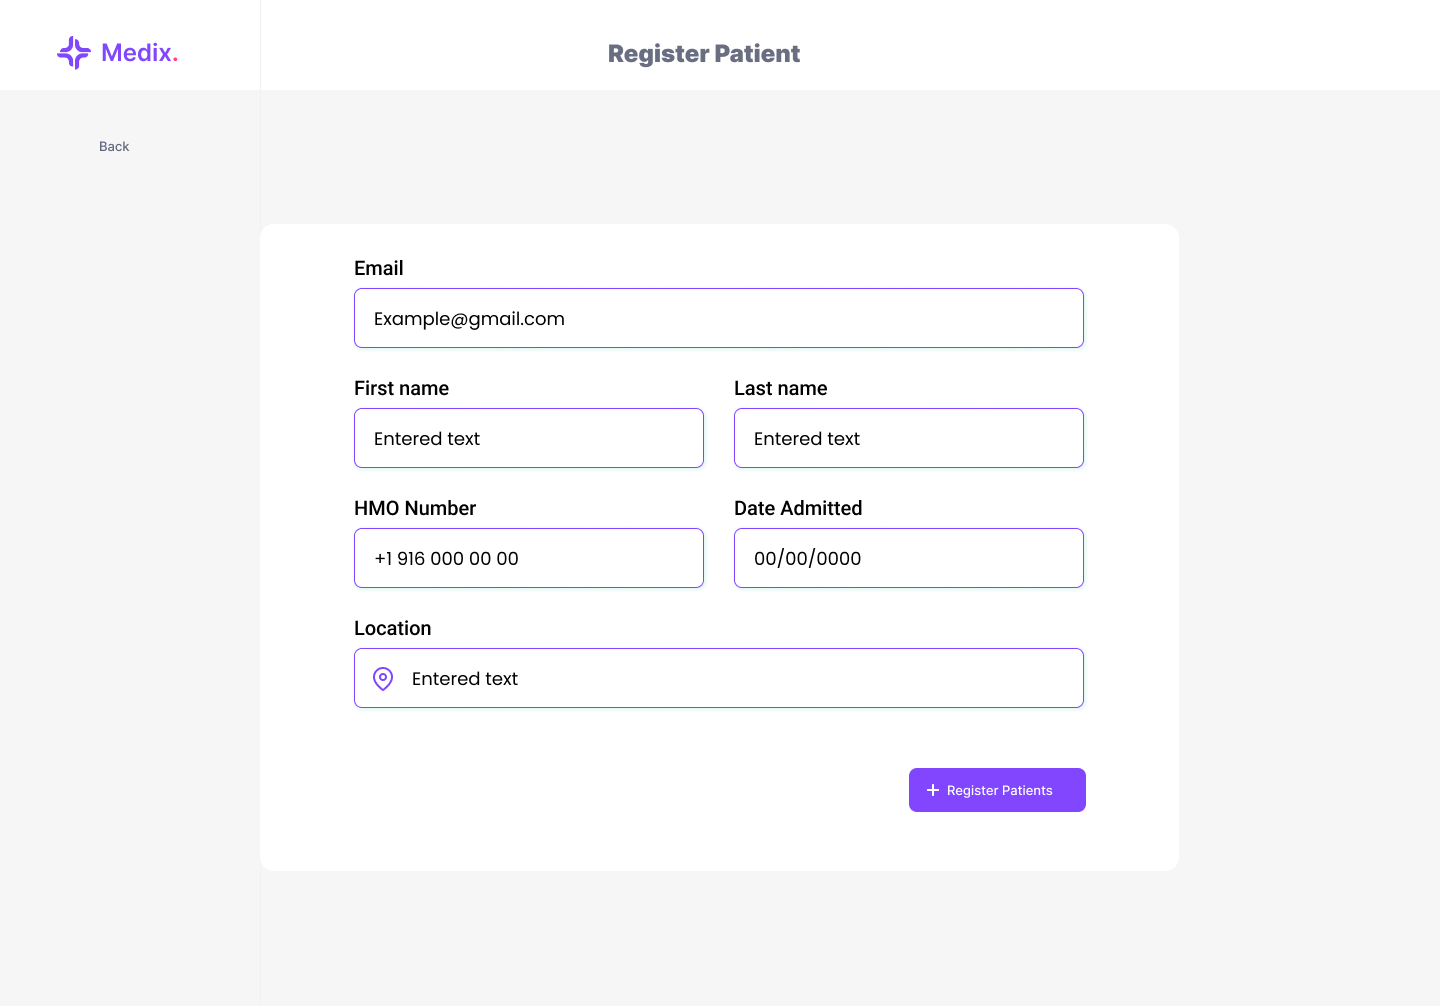 Medix.
Register Patient
Back
Email
Example@gmail.com
First name
Last name
Entered text
Entered text
HMO Number
Date Admitted
+1 916 000 00 00
00/00/0000
Location
Entered text
Register Patients